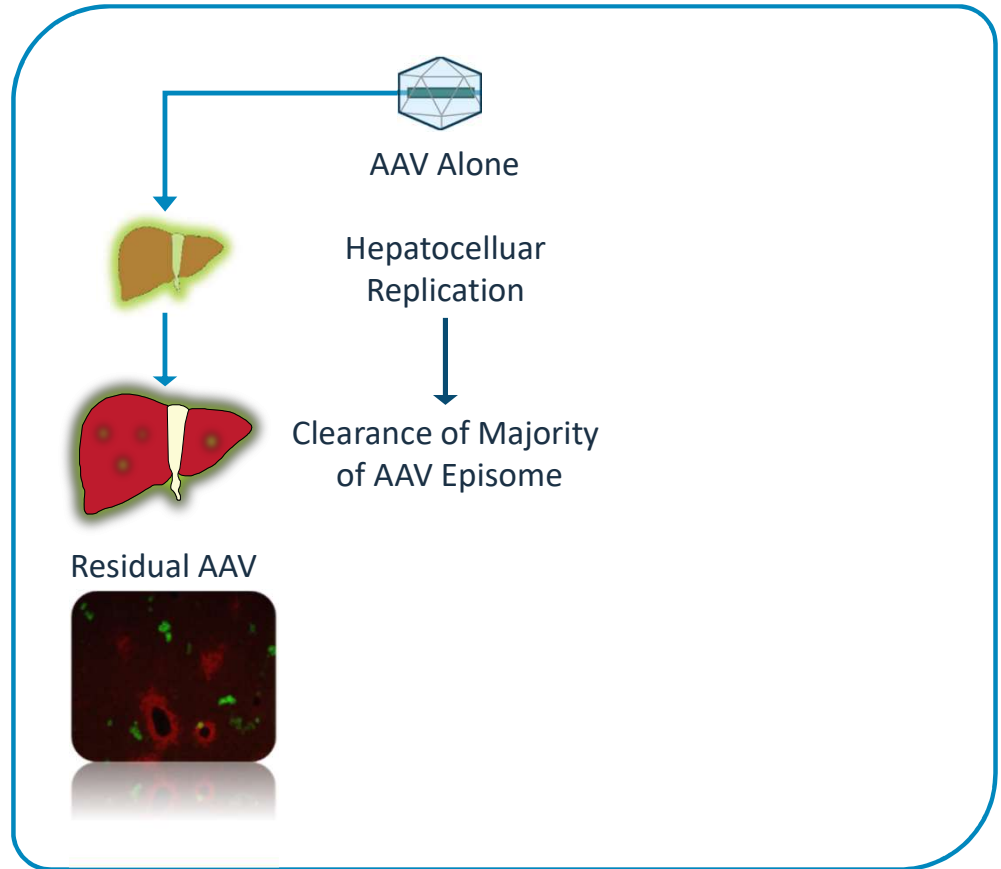 AAV Alone
Hepatocelluar
Replication
Clearance of Majority
of AAV Episome
Residual AAV